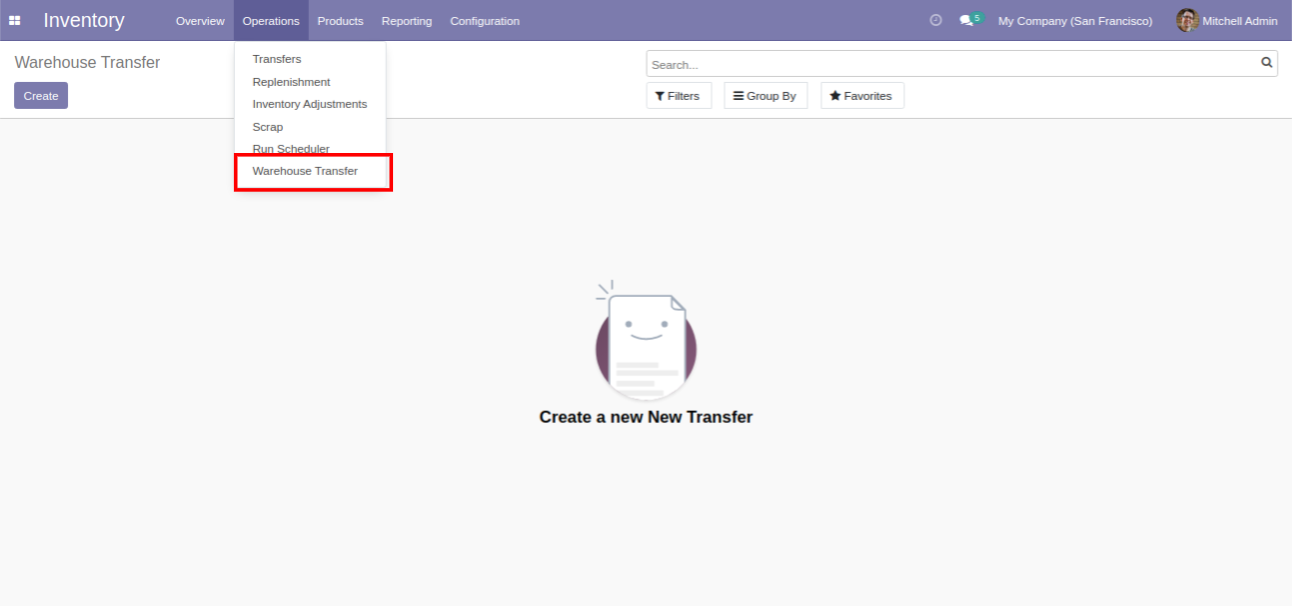 Inventory Overview Operations Products Reporting Configuration 5 My Company (San Francisco) Mitchell Admin
Warehouse Transfer
Create
Transfers
Replenishment
Inventory Adjustments
Scrap
Run Scheduler
Warehouse Transfer
Search...
Filters Group By Favorites
Create a new New Transfer